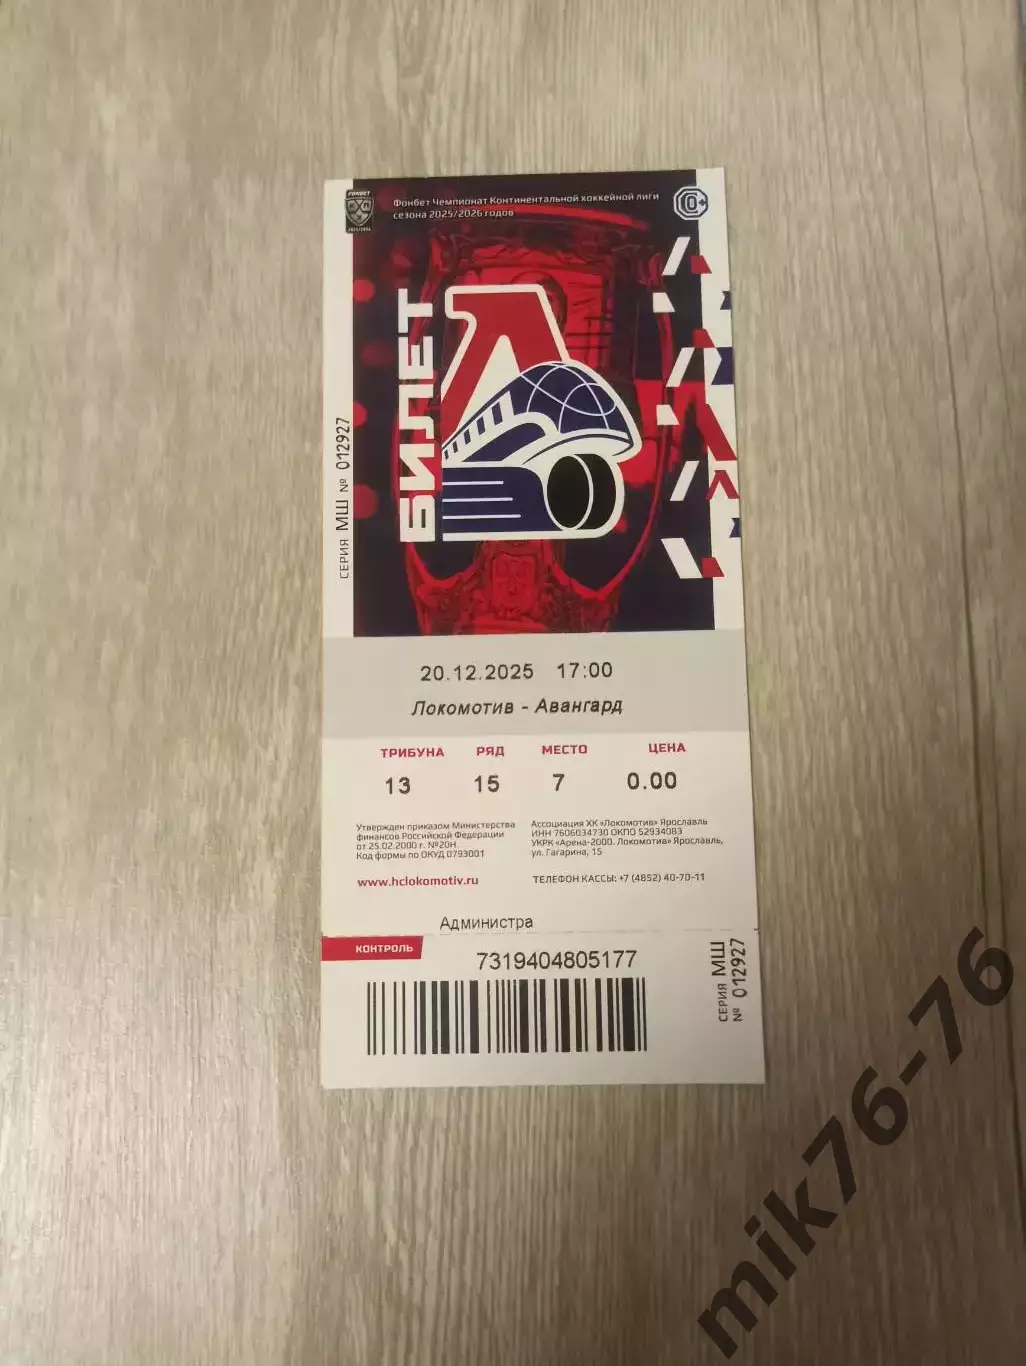 Фонбет Чемпионат Континентальной хоккейной лиги
сезона 2025/2026 годов
FONBET
0+
БИЛЕТ
СЕРИЯ МШ № 012927
20.12.2025 17:00
Локомотив - Авангард
ТРИБУНА РЯД МЕСТО ЦЕНА
13 15 7 0.00
Утвержден приказом Министерства
финансов Российской Федерации
от 25.02.2000 г. №20Н.
Код формы по ОКУД 0793001
www.hclokomotiv.ru
Ассоциация ХК «Локомотив» Ярославль
ИНН 7606034730 ОКПО 52934083
УКРК «Арена-2000. Локомотив» Ярославль,
ул. Гагарина, 15
ТЕЛЕФОН КАССЫ: +7 (4852) 40-70-11
Администра
КОНТРОЛЬ
7319404805177
СЕРИЯ МШ
№ 012927
mik76-76